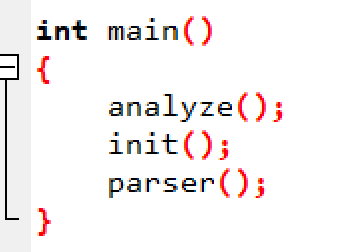 int main()
{
    analyze();
    init();
    parser();
}